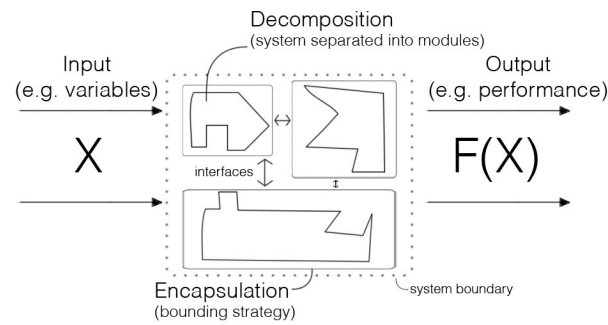 Decomposition
(system separated into modules)
Input
(e.g. variables)
Output
(e.g. performance)
X
interfaces
F(X)
Encapsulation
(bounding strategy)
system boundary